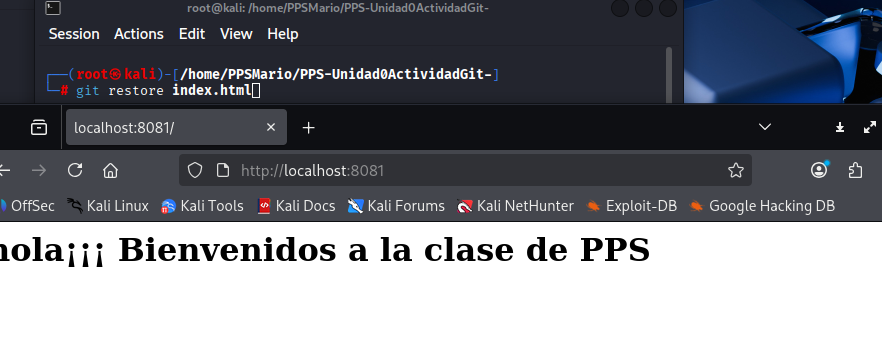 root@kali: /home/PPSMario/PPS-Unidad0ActividadGit-
Session Actions Edit View Help
(root㉿kali)-[/home/PPSMario/PPS-Unidad0ActividadGit-]
# git restore index.html
localhost:8081/
http://localhost:8081
OffSec Kali Linux Kali Tools Kali Docs Kali Forums Kali NetHunter Exploit-DB Google Hacking DB
hola¡¡¡ Bienvenidos a la clase de PPS